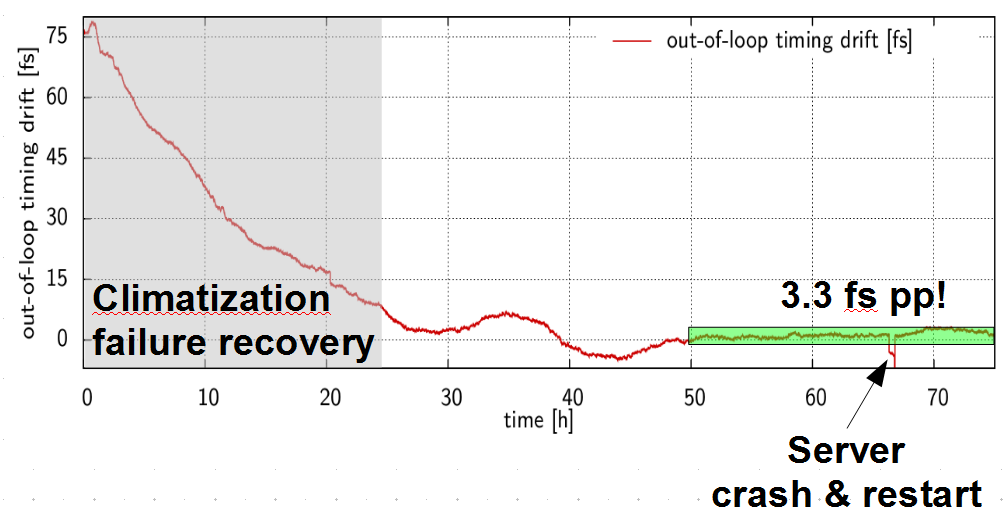 out-of-loop timing drift [fs]
75
60
45
30
15
0
out-of-loop timing drift [fs]
Climatization
failure recovery
3.3 fs pp!
0 10 20 30 40 50 60 70
time [h]
Server
crash & restart